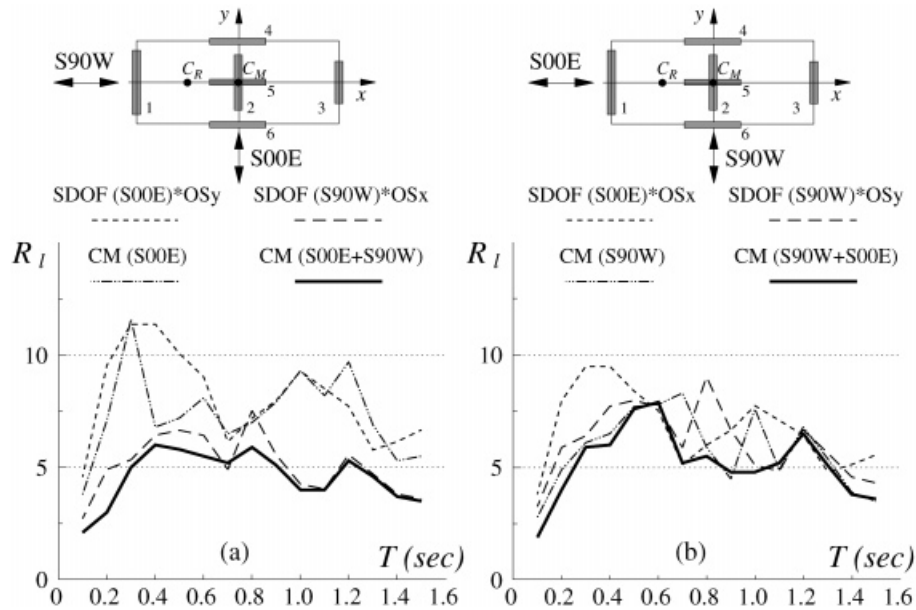 y 4 y 4
S90W C_R C_M S00E C_R C_M
5 x 5 x
1 2 3 1 2 3
6 6
S00E S90W
SDOF (S00E)*OSy SDOF (S90W)*OSx SDOF (S00E)*OSx SDOF (S90W)*OSy
R_I CM (S00E) CM (S00E+S90W) R_I CM (S90W) CM (S90W+S00E)
10 10
5 5
(a) T (sec) (b) T (sec)
0 0
0 0.2 0.4 0.6 0.8 1.0 1.2 1.4 1.6 0 0.2 0.4 0.6 0.8 1.0 1.2 1.4 1.6